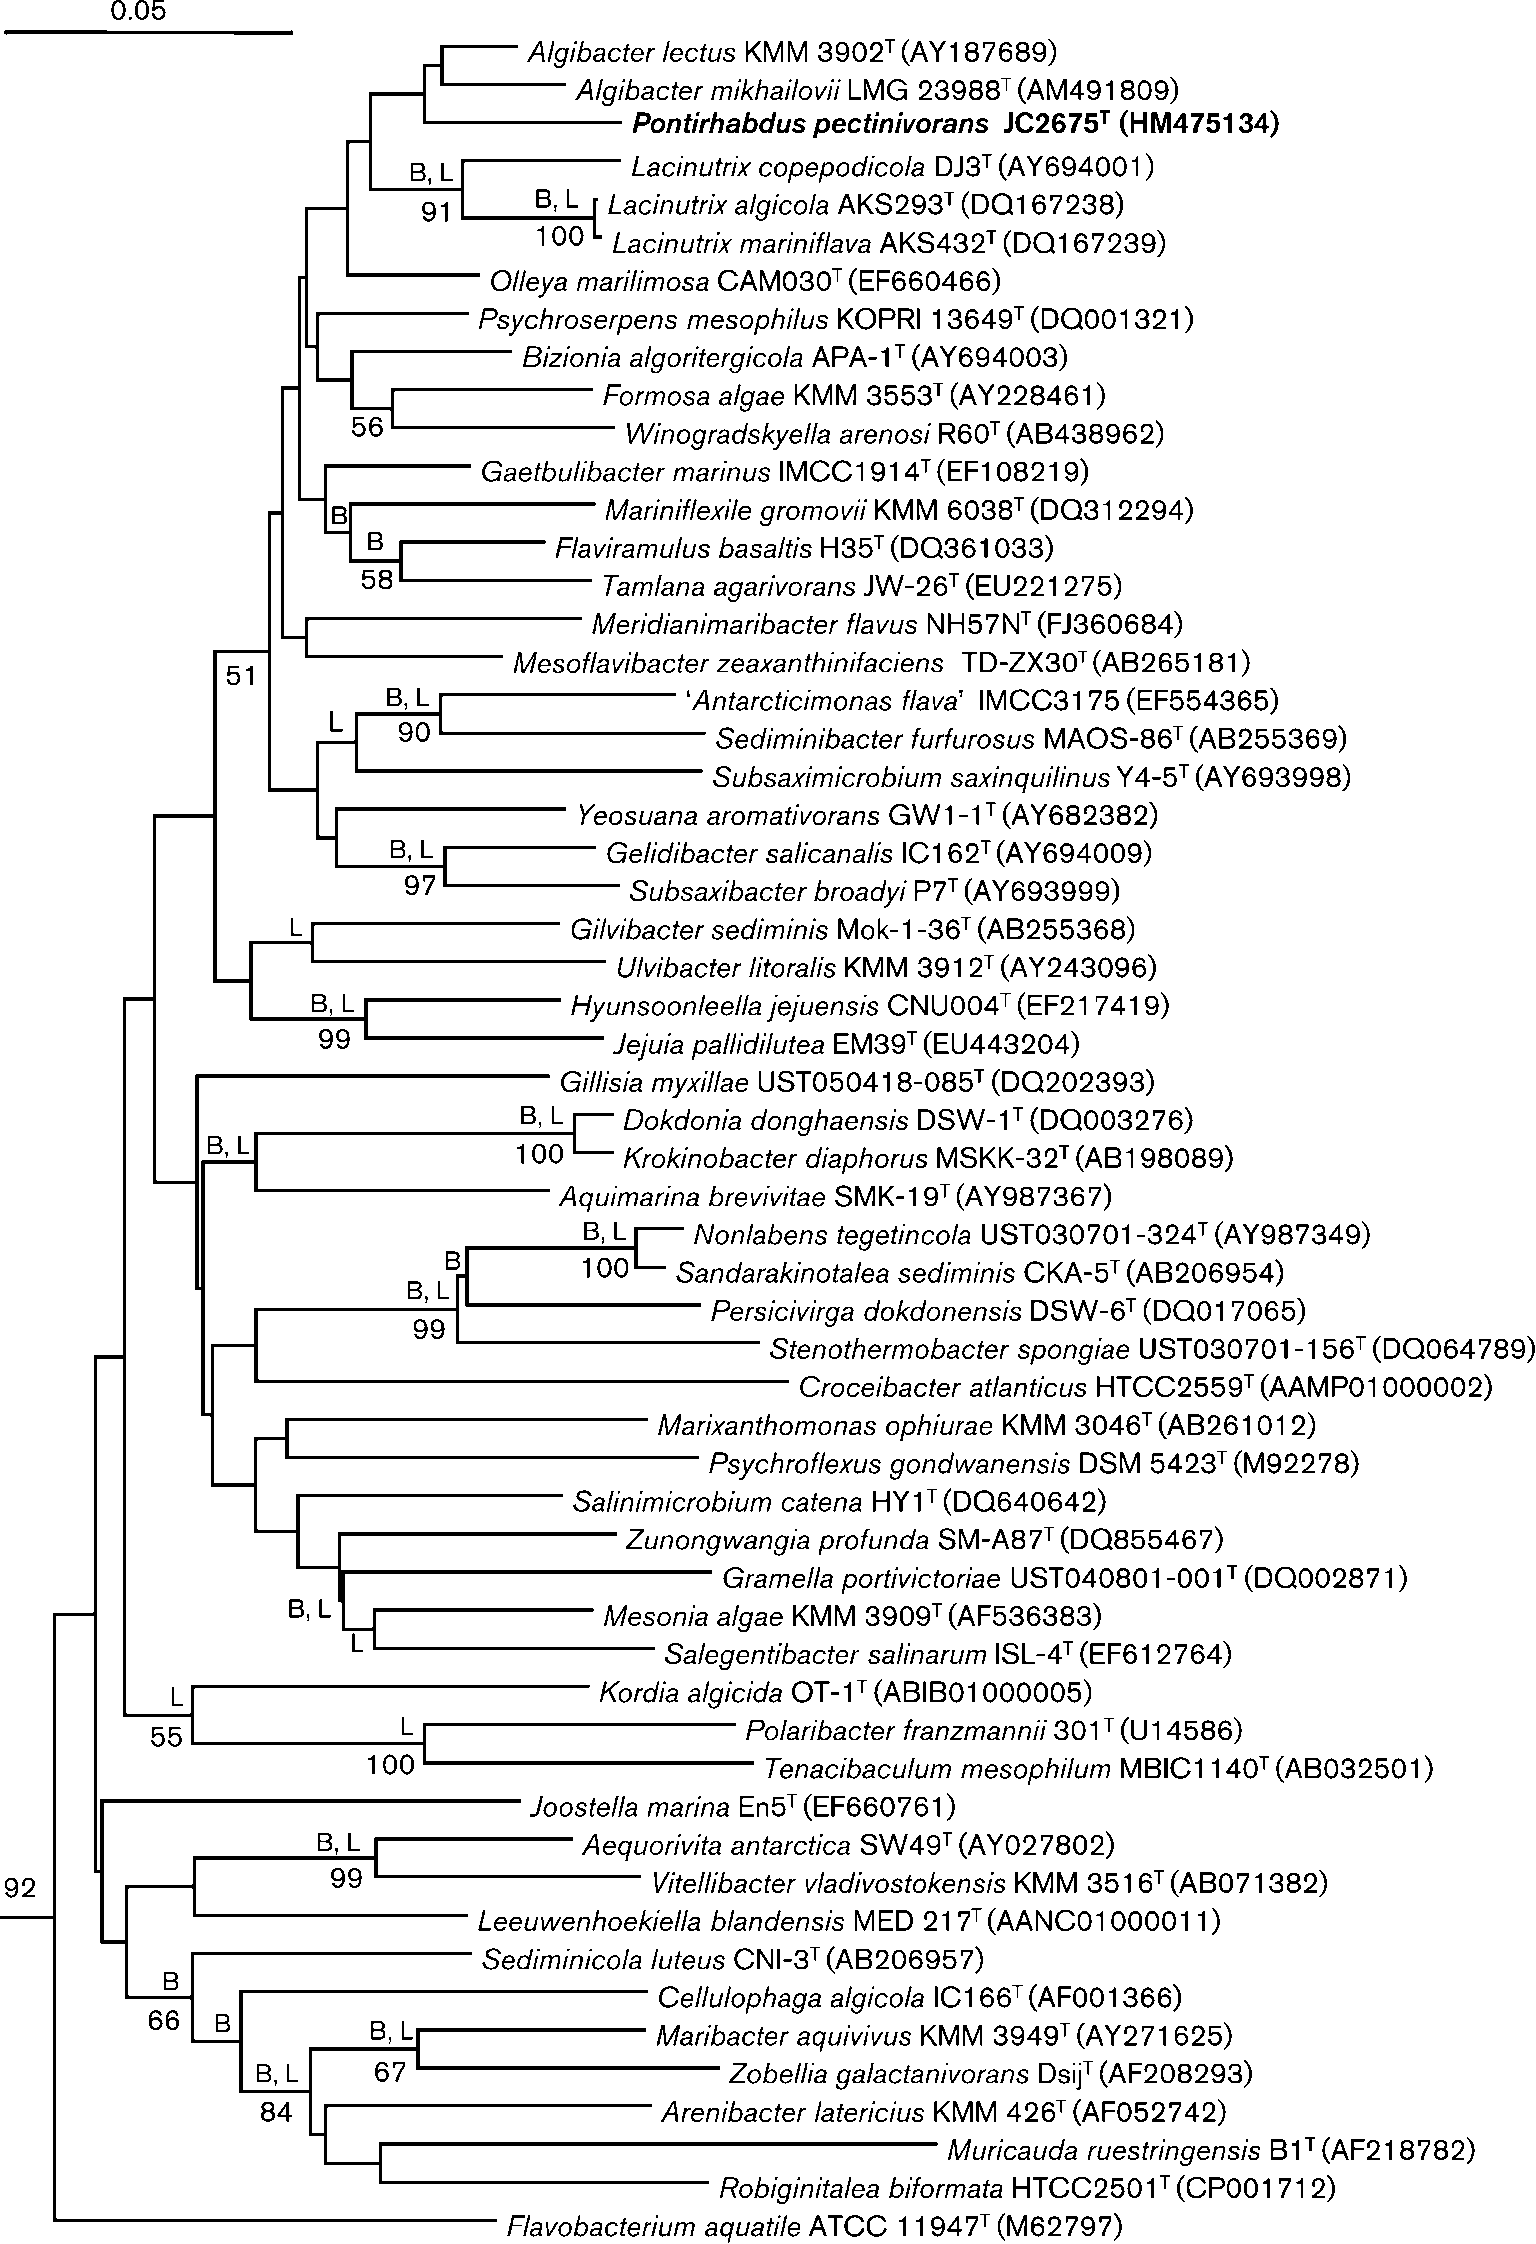 0.05
Algibacter lectus KMM 3902T (AY187689)
Algibacter mikhailovii LMG 23988T (AM491809)
Pontirhabdus pectinivorans JC2675T (HM475134)
B, L
Lacinutrix copepodicola DJ3T (AY694001)
91
B, L
Lacinutrix algicola AKS293T (DQ167238)
100
Lacinutrix mariniflava AKS432T (DQ167239)
Olleya marilimosa CAM030T (EF660466)
Psychroserpens mesophilus KOPRI 13649T (DQ001321)
Bizionia algoritergicola APA-1T (AY694003)
Formosa algae KMM 3553T (AY228461)
56
Winogradskyella arenosi R60T (AB438962)
Gaetbulibacter marinus IMCC1914T (EF108219)
B
Mariniflexile gromovii KMM 6038T (DQ312294)
B
Flaviramulus basaltis H35T (DQ361033)
58
Tamlana agarivorans JW-26T (EU221275)
Meridianimaribacter flavus NH57NT (FJ360684)
51
Mesoflavibacter zeaxanthinifaciens TD-ZX30T (AB265181)
B, L
‘Antarcticimonas flava’ IMCC3175 (EF554365)
L
90
Sediminibacter furfurosus MAOS-86T (AB255369)
Subsaximicrobium saxinquilinus Y4-5T (AY693998)
Yeosuana aromativorans GW1-1T (AY682382)
B, L
Gelidibacter salicanalis IC162T (AY694009)
97
Subsaxibacter broadyi P7T (AY693999)
L
Gilvibacter sediminis Mok-1-36T (AB255368)
Ulvibacter litoralis KMM 3912T (AY243096)
B, L
Hyunsoonleella jejuensis CNU004T (EF217419)
99
Jejuia pallidilutea EM39T (EU443204)
Gillisia myxillae UST050418-085T (DQ202393)
B, L
Dokdonia donghaensis DSW-1T (DQ003276)
B, L
100
Krokinobacter diaphorus MSKK-32T (AB198089)
Aquimarina brevivitae SMK-19T (AY987367)
B, L
Nonlabens tegetincola UST030701-324T (AY987349)
B
100
Sandarakinotalea sediminis CKA-5T (AB206954)
B, L
Persicivirga dokdonensis DSW-6T (DQ017065)
99
Stenothermobacter spongiae UST030701-156T (DQ064789)
Croceibacter atlanticus HTCC2559T (AAMP01000002)
Marixanthomonas ophiurae KMM 3046T (AB261012)
Psychroflexus gondwanensis DSM 5423T (M92278)
Salinimicrobium catena HY1T (DQ640642)
Zunongwangia profunda SM-A87T (DQ855467)
Gramella portivictoriae UST040801-001T (DQ002871)
B, L
Mesonia algae KMM 3909T (AF536383)
L
Salegentibacter salinarum ISL-4T (EF612764)
L
Kordia algicida OT-1T (ABIB01000005)
55
L
Polaribacter franzmannii 301T (U14586)
100
Tenacibaculum mesophilum MBIC1140T (AB032501)
Joostella marina En5T (EF660761)
B, L
Aequorivita antarctica SW49T (AY027802)
92
99
Vitellibacter vladivostokensis KMM 3516T (AB071382)
Leeuwenhoekiella blandensis MED 217T (AANC01000011)
Sediminicola luteus CNI-3T (AB206957)
B
Cellulophaga algicola IC166T (AF001366)
66
B
B, L
Maribacter aquivivus KMM 3949T (AY271625)
B, L
67
Zobellia galactanivorans DsijT (AF208293)
84
Arenibacter latericius KMM 426T (AF052742)
Muricauda ruestringensis B1T (AF218782)
Robiginitalea biformata HTCC2501T (CP001712)
Flavobacterium aquatile ATCC 11947T (M62797)